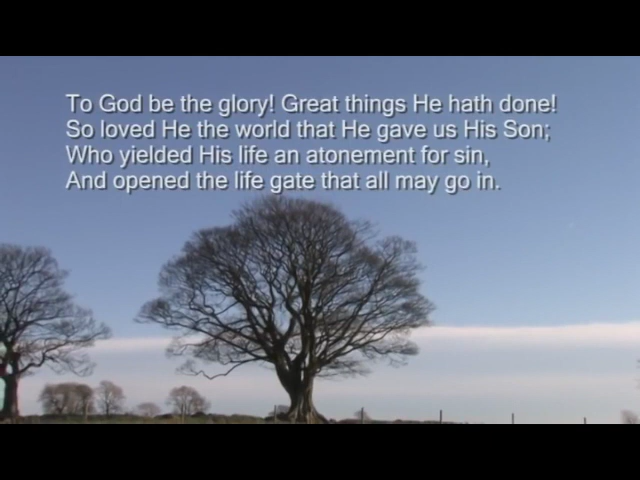 To God be the glory! Great things He hath done!
So loved He the world that He gave us His Son;
Who yielded His life an atonement for sin,
And opened the life gate that all may go in.